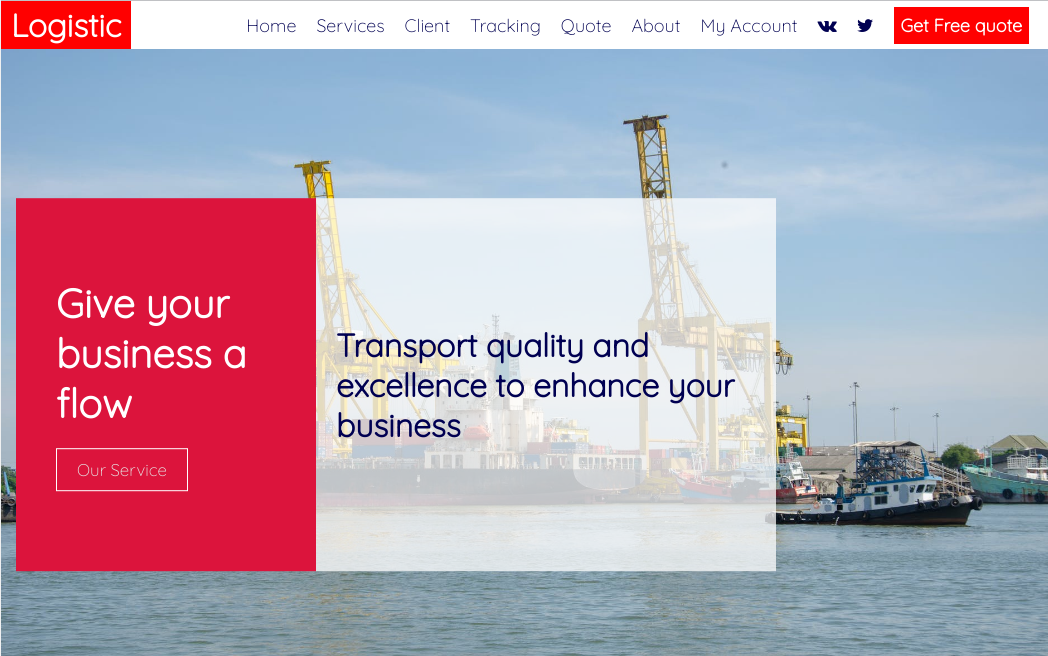 Logistic
Home Services Client Tracking Quote About My Account Get Free quote
Give your
business a
flow
Our Service
Transport quality and
excellence to enhance your
business